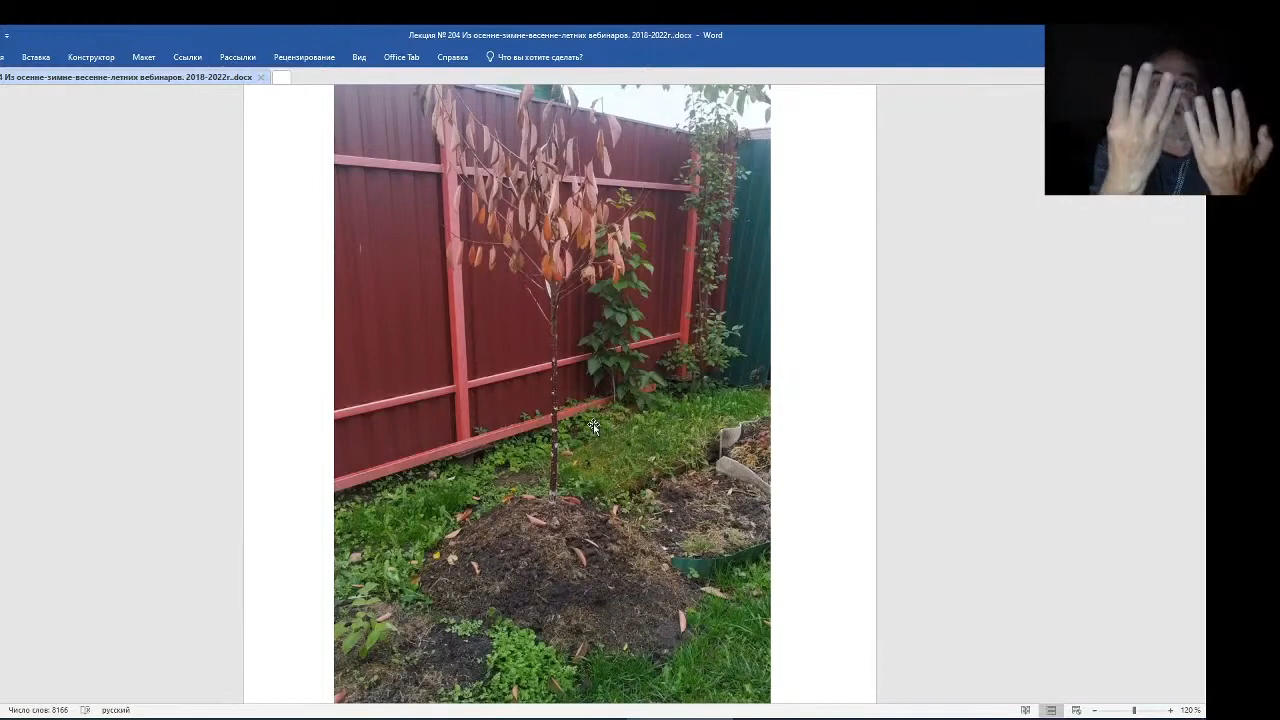 Лекция № 204 Из осенне-зимне-весенне-летних вебинаров. 2018-2022г..docx - Word
Вставка Конструктор Макет Ссылки Рассылки Рецензирование Вид Office Tab Справка Что вы хотите сделать?
4 Из осенне-зимне-весенне-летних вебинаров. 2018-2022г..docx
Число слов: 8166 русский 120 %